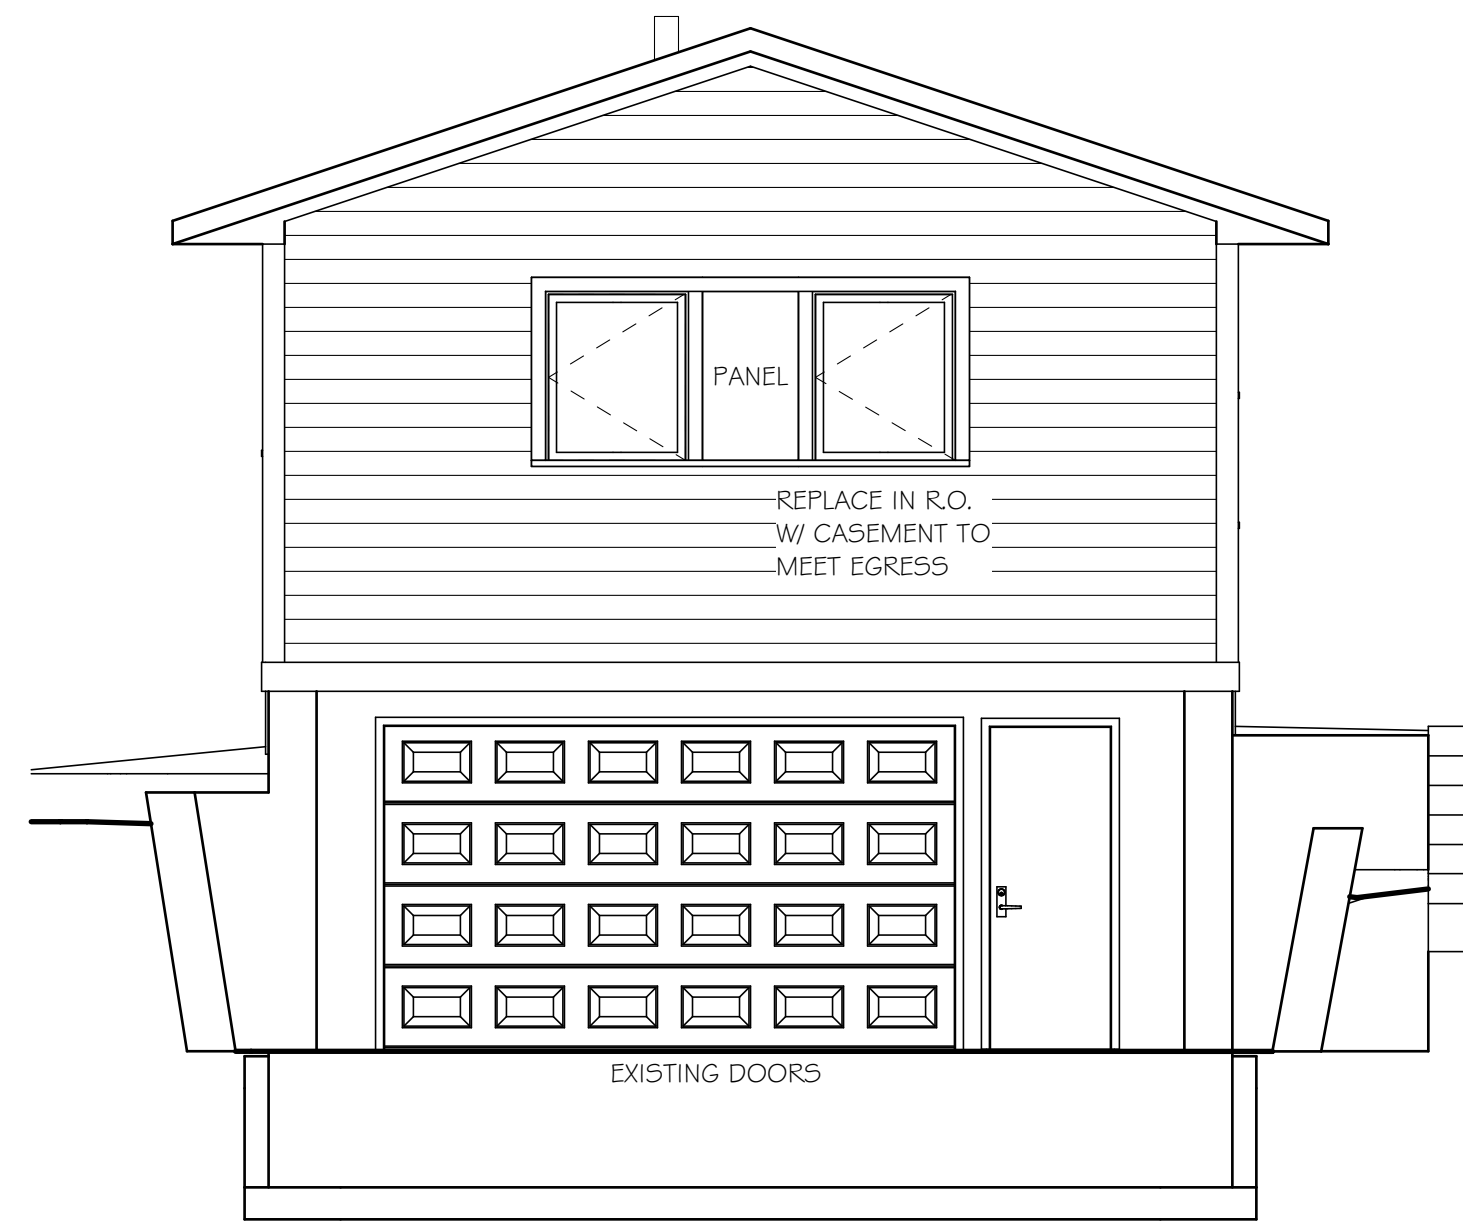 PANEL
REPLACE IN R.O.
W/ CASEMENT TO
MEET EGRESS
EXISTING DOORS